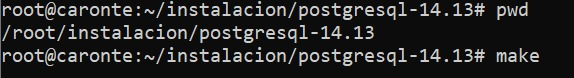 root@caronte:~/instalacion/postgresql-14.13# pwd
/root/instalacion/postgresql-14.13
root@caronte:~/instalacion/postgresql-14.13# make